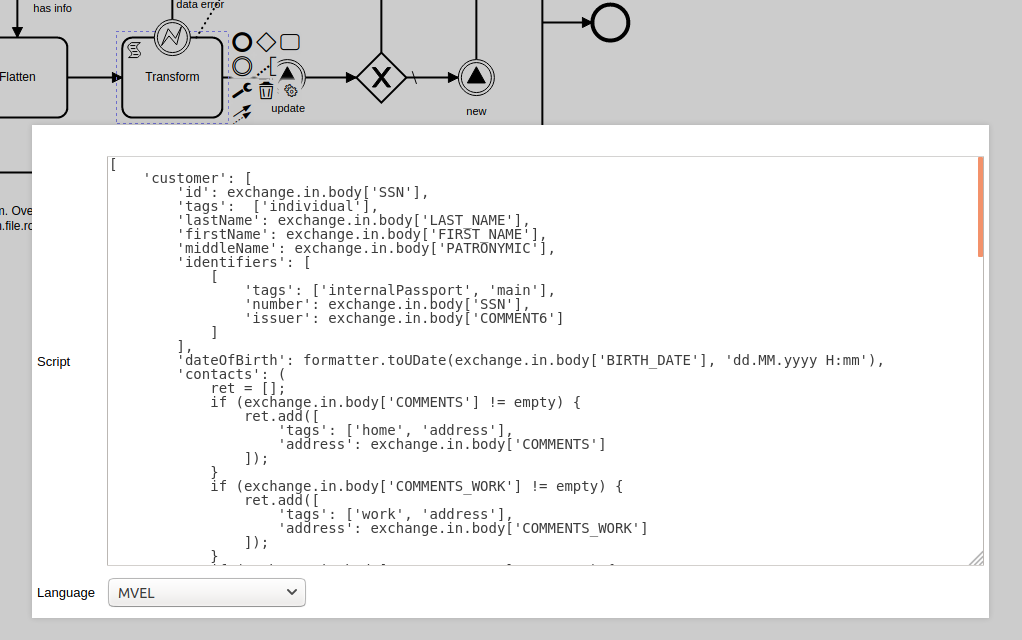 has info
data error
Flatten
Transform
update
new
[
    'customer': [
        'id': exchange.in.body['SSN'],
        'tags':  ['individual'],
        'lastName': exchange.in.body['LAST_NAME'],
        'firstName': exchange.in.body['FIRST_NAME'],
        'middleName': exchange.in.body['PATRONYMIC'],
        'identifiers': [
            [
                'tags': ['internalPassport', 'main'],
                'number': exchange.in.body['SSN'],
                'issuer': exchange.in.body['COMMENT6']
            ]
        ],
        'dateOfBirth': formatter.toUDate(exchange.in.body['BIRTH_DATE'], 'dd.MM.yyyy H:mm'),
        'contacts': (
            ret = [];
            if (exchange.in.body['COMMENTS'] != empty) {
                ret.add([
                    'tags': ['home', 'address'],
                    'address': exchange.in.body['COMMENTS']
                ]);
            }
            if (exchange.in.body['COMMENTS_WORK'] != empty) {
                ret.add([
                    'tags': ['work', 'address'],
                    'address': exchange.in.body['COMMENTS_WORK']
                ]);
            }
m. Ove
n.file.ro
Script
Language
MVEL